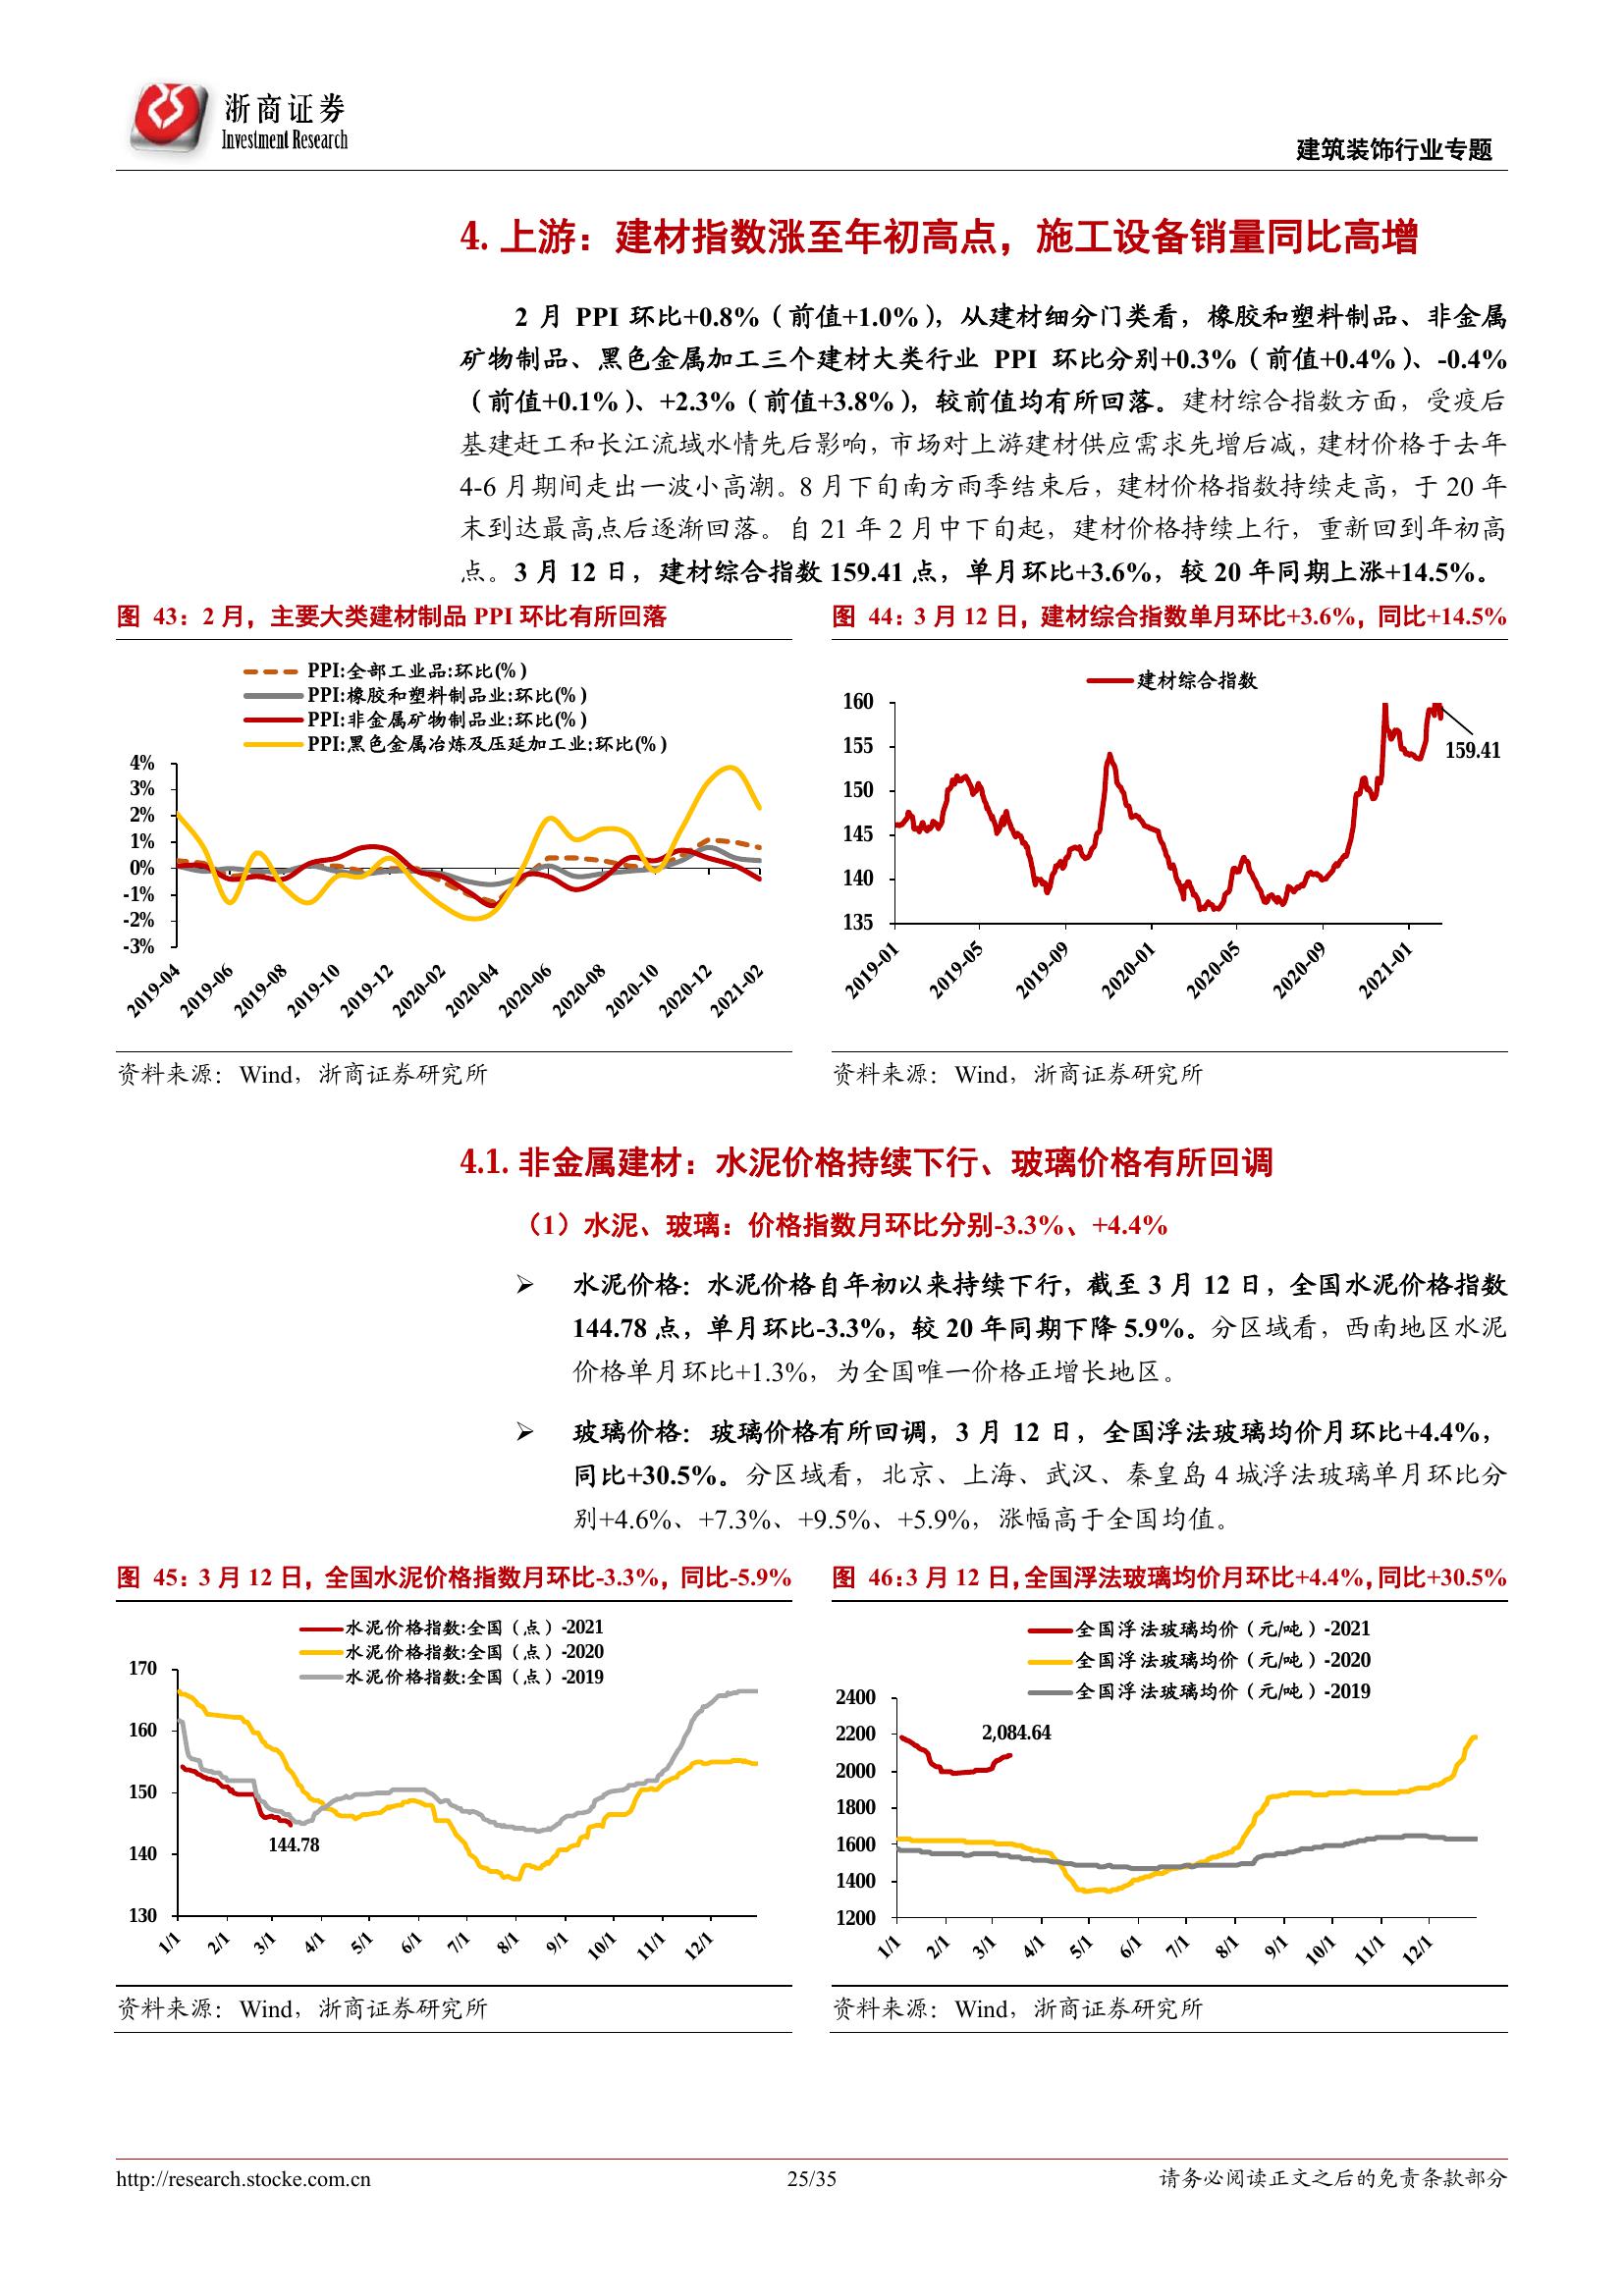 浙商证券
Investment Research
建筑装饰行业专题
4. 上游：建材指数涨至年初高点，施工设备销量同比高增
2 月 PPI 环比+0.8%（前值+1.0%），从建材细分门类看，橡胶和塑料制品、非金属
矿物制品、黑色金属加工三个建材大类行业 PPI 环比分别+0.3%（前值+0.4%）、-0.4%
（前值+0.1%）、+2.3%（前值+3.8%），较前值均有所回落。建材综合指数方面，受疫后
基建赶工和长江流域水情先后影响，市场对上游建材供应需求先增后减，建材价格于去年
4-6 月期间走出一波小高潮。8 月下旬南方雨季结束后，建材价格指数持续走高，于 20 年
末到达最高点后逐渐回落。自 21 年 2 月中下旬起，建材价格持续上行，重新回到年初高
点。3 月 12 日，建材综合指数 159.41 点，单月环比+3.6%，较 20 年同期上涨+14.5%。
图 43：2 月，主要大类建材制品 PPI 环比有所回落
PPI:全部工业品:环比(%)
PPI:橡胶和塑料制品业:环比(%)
PPI:非金属矿物制品业:环比(%)
PPI:黑色金属冶炼及压延加工业:环比(%)
4%
3%
2%
1%
0%
-1%
-2%
-3%
2019-04
2019-06
2019-08
2019-10
2019-12
2020-02
2020-04
2020-06
2020-08
2020-10
2020-12
2021-02
资料来源：Wind，浙商证券研究所
图 44：3 月 12 日，建材综合指数单月环比+3.6%，同比+14.5%
建材综合指数
160
155
150
145
140
135
159.41
2019-01
2019-05
2019-09
2020-01
2020-05
2020-09
2021-01
资料来源：Wind，浙商证券研究所
4.1. 非金属建材：水泥价格持续下行、玻璃价格有所回调
（1）水泥、玻璃：价格指数月环比分别-3.3%、+4.4%
➢ 水泥价格：水泥价格自年初以来持续下行，截至 3 月 12 日，全国水泥价格指数
144.78 点，单月环比-3.3%，较 20 年同期下降 5.9%。分区域看，西南地区水泥
价格单月环比+1.3%，为全国唯一价格正增长地区。
➢ 玻璃价格：玻璃价格有所回调，3 月 12 日，全国浮法玻璃均价月环比+4.4%，
同比+30.5%。分区域看，北京、上海、武汉、秦皇岛 4 城浮法玻璃单月环比分
别+4.6%、+7.3%、+9.5%、+5.9%，涨幅高于全国均值。
图 45：3 月 12 日，全国水泥价格指数月环比-3.3%，同比-5.9%
水泥价格指数:全国（点）-2021
水泥价格指数:全国（点）-2020
水泥价格指数:全国（点）-2019
170
160
150
140
130
144.78
1/1
2/1
3/1
4/1
5/1
6/1
7/1
8/1
9/1
10/1
11/1
12/1
资料来源：Wind，浙商证券研究所
图 46：3 月 12 日，全国浮法玻璃均价月环比+4.4%，同比+30.5%
全国浮法玻璃均价（元/吨）-2021
全国浮法玻璃均价（元/吨）-2020
全国浮法玻璃均价（元/吨）-2019
2400
2200
2000
1800
1600
1400
1200
2,084.64
1/1
2/1
3/1
4/1
5/1
6/1
7/1
8/1
9/1
10/1
11/1
12/1
资料来源：Wind，浙商证券研究所
http://research.stocke.com.cn
25/35
请务必阅读正文之后的免责条款部分